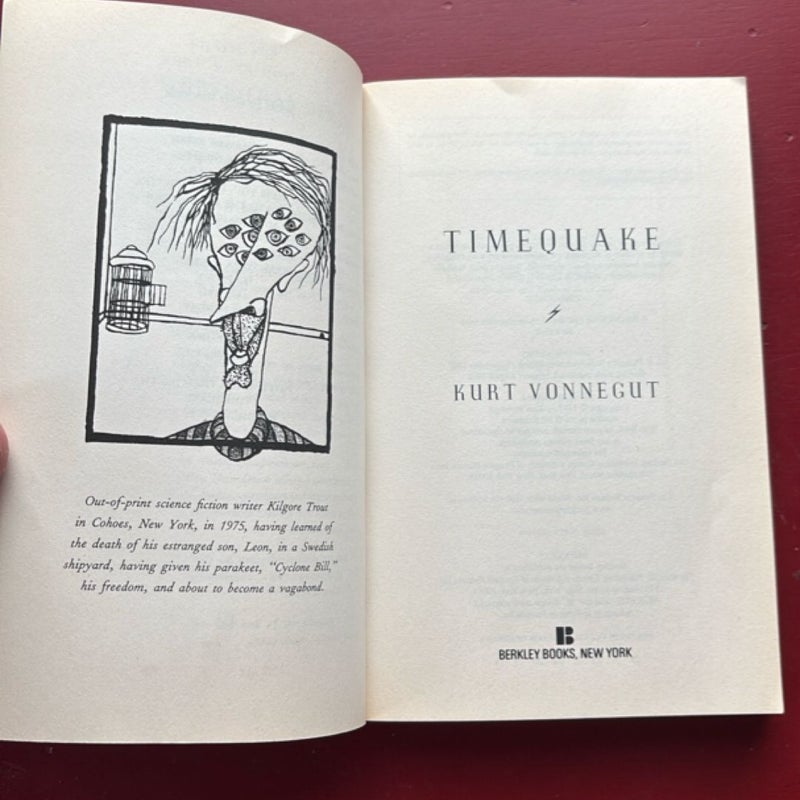 Out-of-print science fiction writer Kilgore Trout
in Cohoes, New York, in 1975, having learned of
the death of his estranged son, Leon, in a Swedish
shipyard, having given his parakeet, “Cyclone Bill,”
his freedom, and about to become a vagabond.
TIMEQUAKE
KURT VONNEGUT
B
BERKLEY BOOKS, NEW YORK